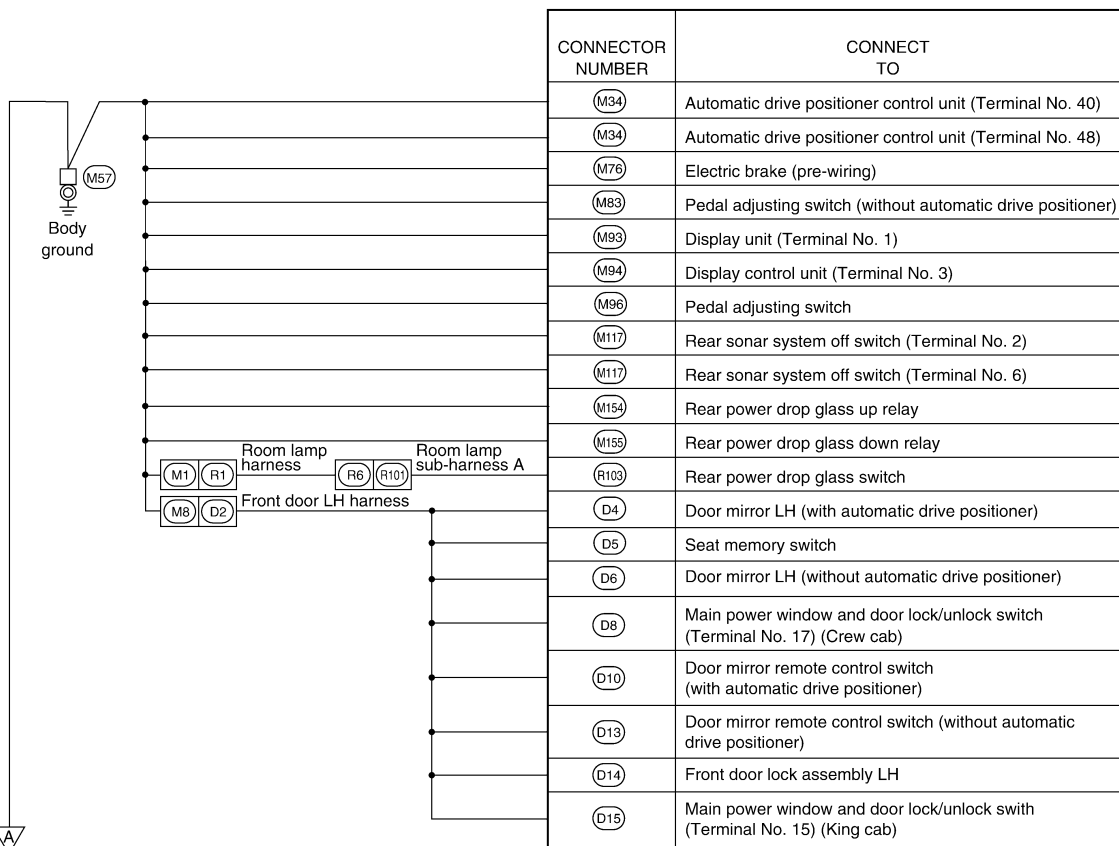 CONNECTOR
NUMBER
CONNECT
TO
M34
Automatic drive positioner control unit (Terminal No. 40)
M34
Automatic drive positioner control unit (Terminal No. 48)
M57
Body
ground
M76
Electric brake (pre-wiring)
M83
Pedal adjusting switch (without automatic drive positioner)
M93
Display unit (Terminal No. 1)
M94
Display control unit (Terminal No. 3)
M96
Pedal adjusting switch
M117
Rear sonar system off switch (Terminal No. 2)
M117
Rear sonar system off switch (Terminal No. 6)
M154
Rear power drop glass up relay
M155
Rear power drop glass down relay
M1 R1
Room lamp
harness
R6 R101
Room lamp
sub-harness A
R103
Rear power drop glass switch
M8 D2
Front door LH harness
D4
Door mirror LH (with automatic drive positioner)
D5
Seat memory switch
D6
Door mirror LH (without automatic drive positioner)
D8
Main power window and door lock/unlock switch
(Terminal No. 17) (Crew cab)
D10
Door mirror remote control switch
(with automatic drive positioner)
D13
Door mirror remote control switch (without automatic
drive positioner)
D14
Front door lock assembly LH
D15
Main power window and door lock/unlock swith
(Terminal No. 15) (King cab)
A